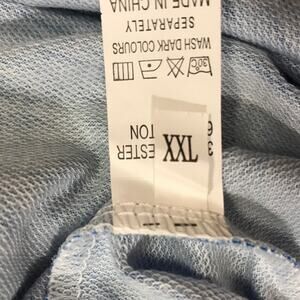 XXL
ESTER
TON
30°C
WASH DARK COLOURS
SEPARATELY
MADE IN CHINA